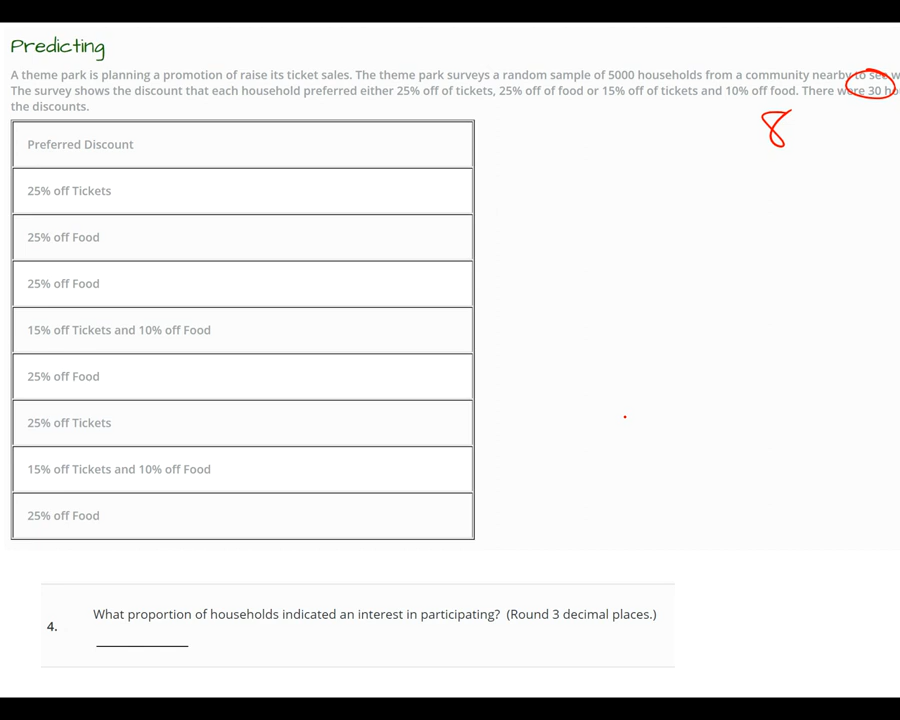 Predicting
A theme park is planning a promotion of raise its ticket sales. The theme park surveys a random sample of 5000 households from a community nearby to see w
The survey shows the discount that each household preferred either 25% off of tickets, 25% off of food or 15% off of tickets and 10% off food. There were 30 ho
the discounts.
8
Preferred Discount
25% off Tickets
25% off Food
25% off Food
15% off Tickets and 10% off Food
25% off Food
25% off Tickets
15% off Tickets and 10% off Food
25% off Food
4. What proportion of households indicated an interest in participating? (Round 3 decimal places.)